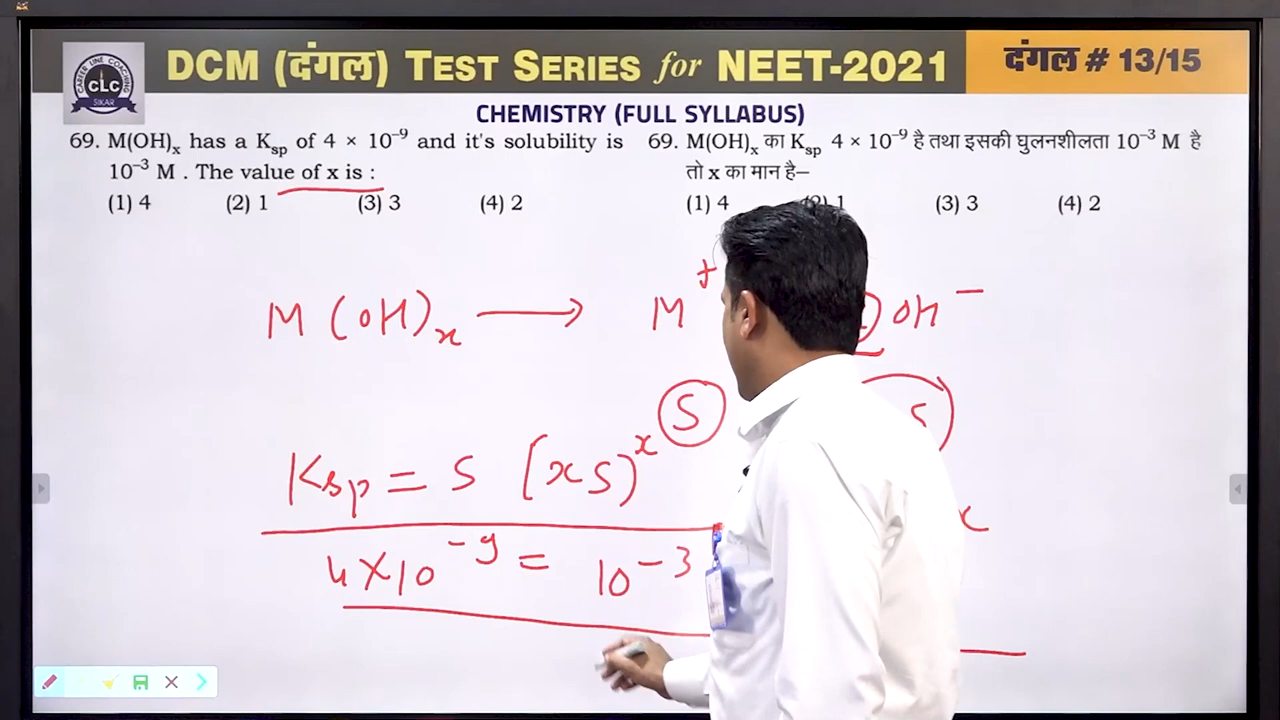 DCM (दंगल) TEST SERIES for NEET-2021
दंगल # 13/15
CLC
SIKAR
CHEMISTRY (FULL SYLLABUS)
69. M(OH)ₓ has a Kₛₚ of 4 × 10⁻⁹ and it's solubility is
10⁻³ M . The value of x is :
(1) 4 (2) 1 (3) 3 (4) 2
69. M(OH)ₓ का Kₛₚ 4 × 10⁻⁹ है तथा इसकी घुलनशीलता 10⁻³ M है
तो x का मान है–
(1) 4 (2) 1 (3) 3 (4) 2
M(OH)ₓ ⟶ M⁺ OH⁻
S S
Ksp = S (xS)ˣ
4×10⁻⁹ = 10⁻³
x